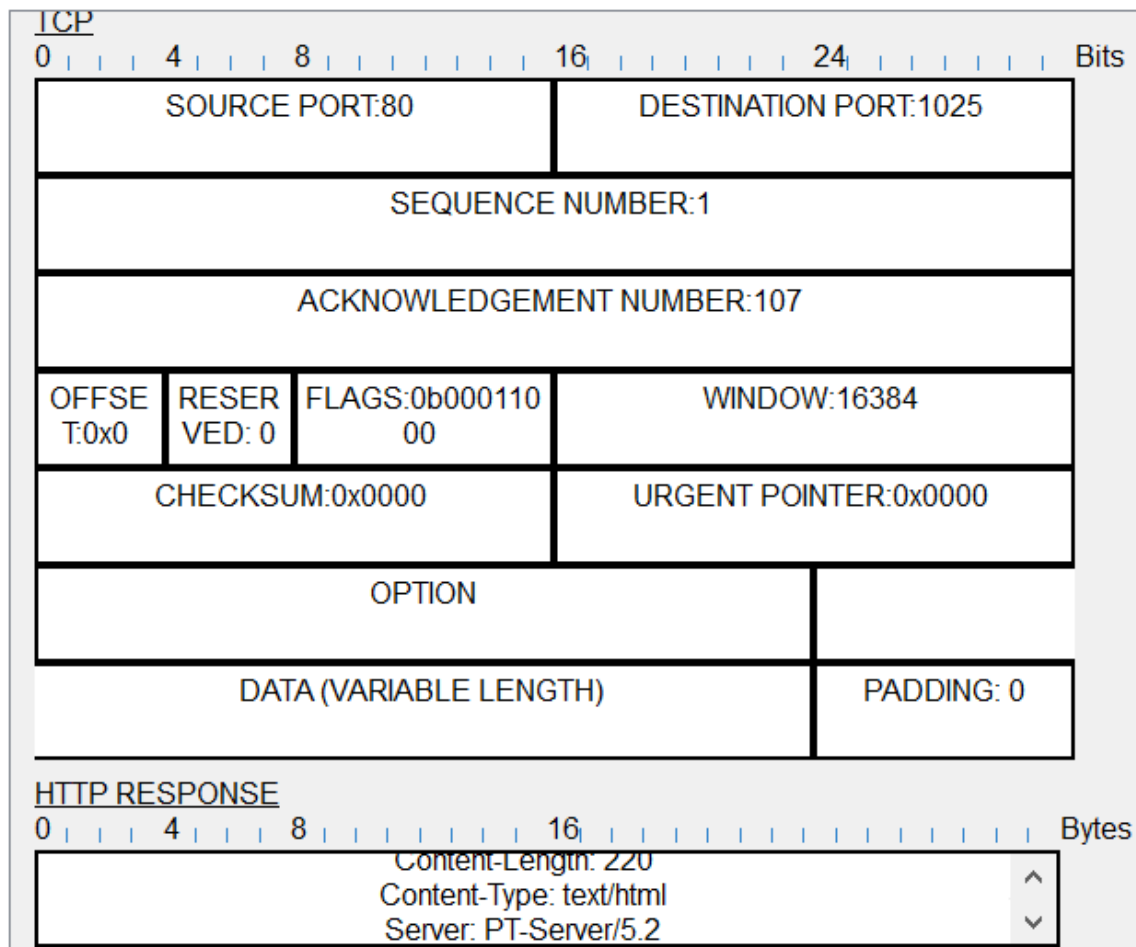 TCP
0 4 8 16 24 Bits
SOURCE PORT:80 DESTINATION PORT:1025
SEQUENCE NUMBER:1
ACKNOWLEDGEMENT NUMBER:107
OFFSE RESER FLAGS:0b000110 WINDOW:16384
T:0x0 VED: 0 00
CHECKSUM:0x0000 URGENT POINTER:0x0000
OPTION
DATA (VARIABLE LENGTH) PADDING: 0
HTTP RESPONSE
0 4 8 16 Bytes
Content-Length: 220
Content-Type: text/html
Server: PT-Server/5.2